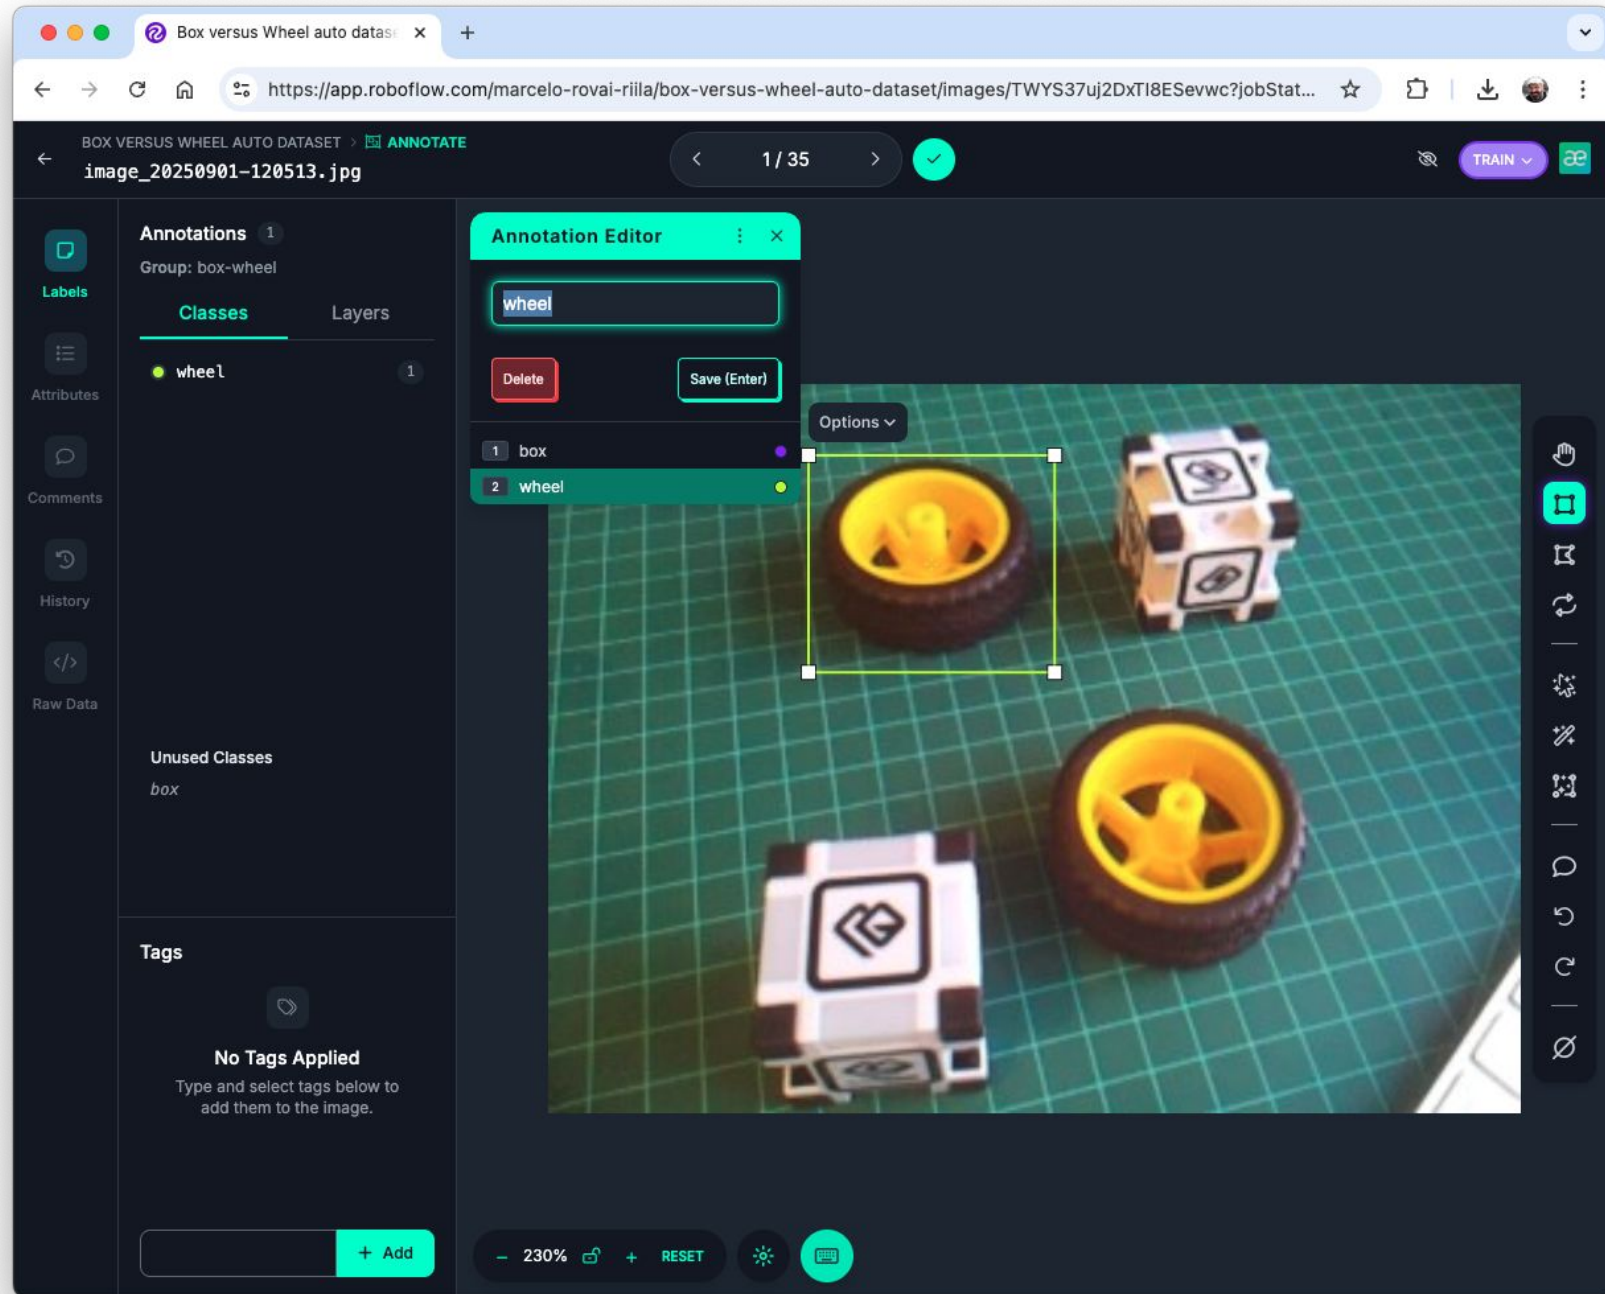 Box versus Wheel auto datas
https://app.roboflow.com/marcelo-rovai-riila/box-versus-wheel-auto-dataset/images/TWYS37uj2DxTI8ESevwc?jobStat...
BOX VERSUS WHEEL AUTO DATASET > ANNOTATE
image_20250901-120513.jpg
1 / 35
TRAIN
æ
Labels
Attributes
Comments
History
Raw Data
Annotations 1
Group: box-wheel
Classes Layers
wheel 1
Unused Classes
box
Tags
No Tags Applied
Type and select tags below to
add them to the image.
+ Add
Annotation Editor
wheel
Delete Save (Enter)
1 box
2 wheel
Options
- 230% + RESET